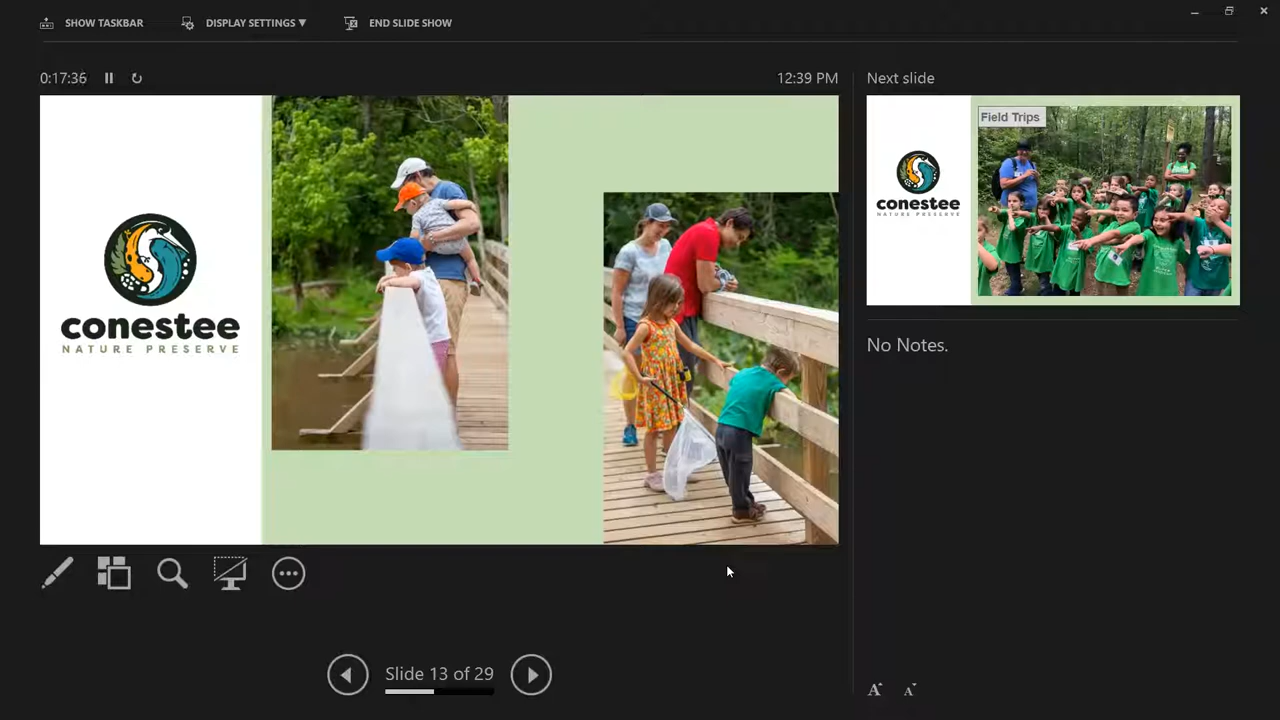 SHOW TASKBAR
DISPLAY SETTINGS ▼
END SLIDE SHOW
0:17:36
12:39 PM
Next slide
conestee
NATURE PRESERVE
Field Trips
conestee
NATURE PRESERVE
No Notes.
Slide 13 of 29
A
A